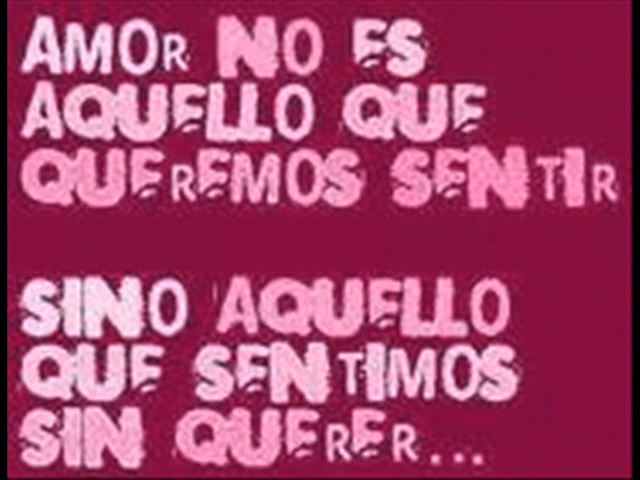 AMOR NO ES
AQUELLO QUE
QUEREMOS SENTIR
SINO AQUELLO
QUE SENTIMOS
SIN QUERER...